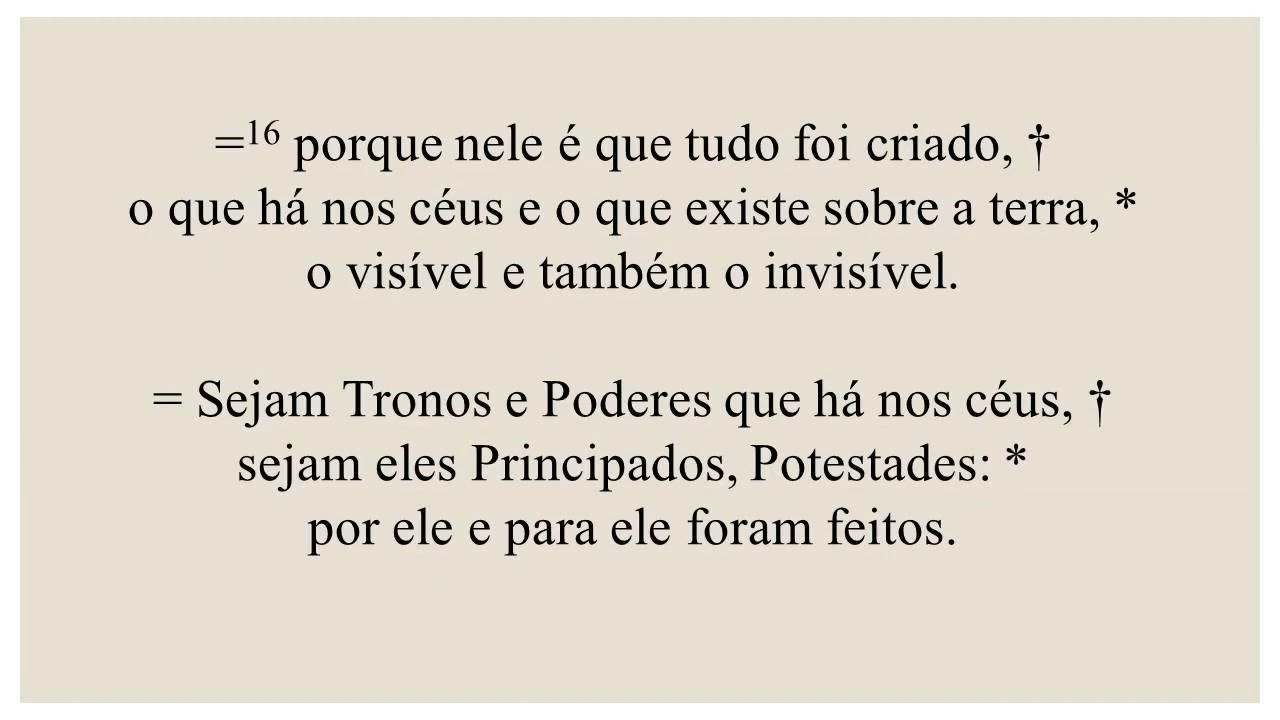 =16 porque nele é que tudo foi criado, †
o que há nos céus e o que existe sobre a terra, *
o visível e também o invisível.
= Sejam Tronos e Poderes que há nos céus, †
sejam eles Principados, Potestades: *
por ele e para ele foram feitos.